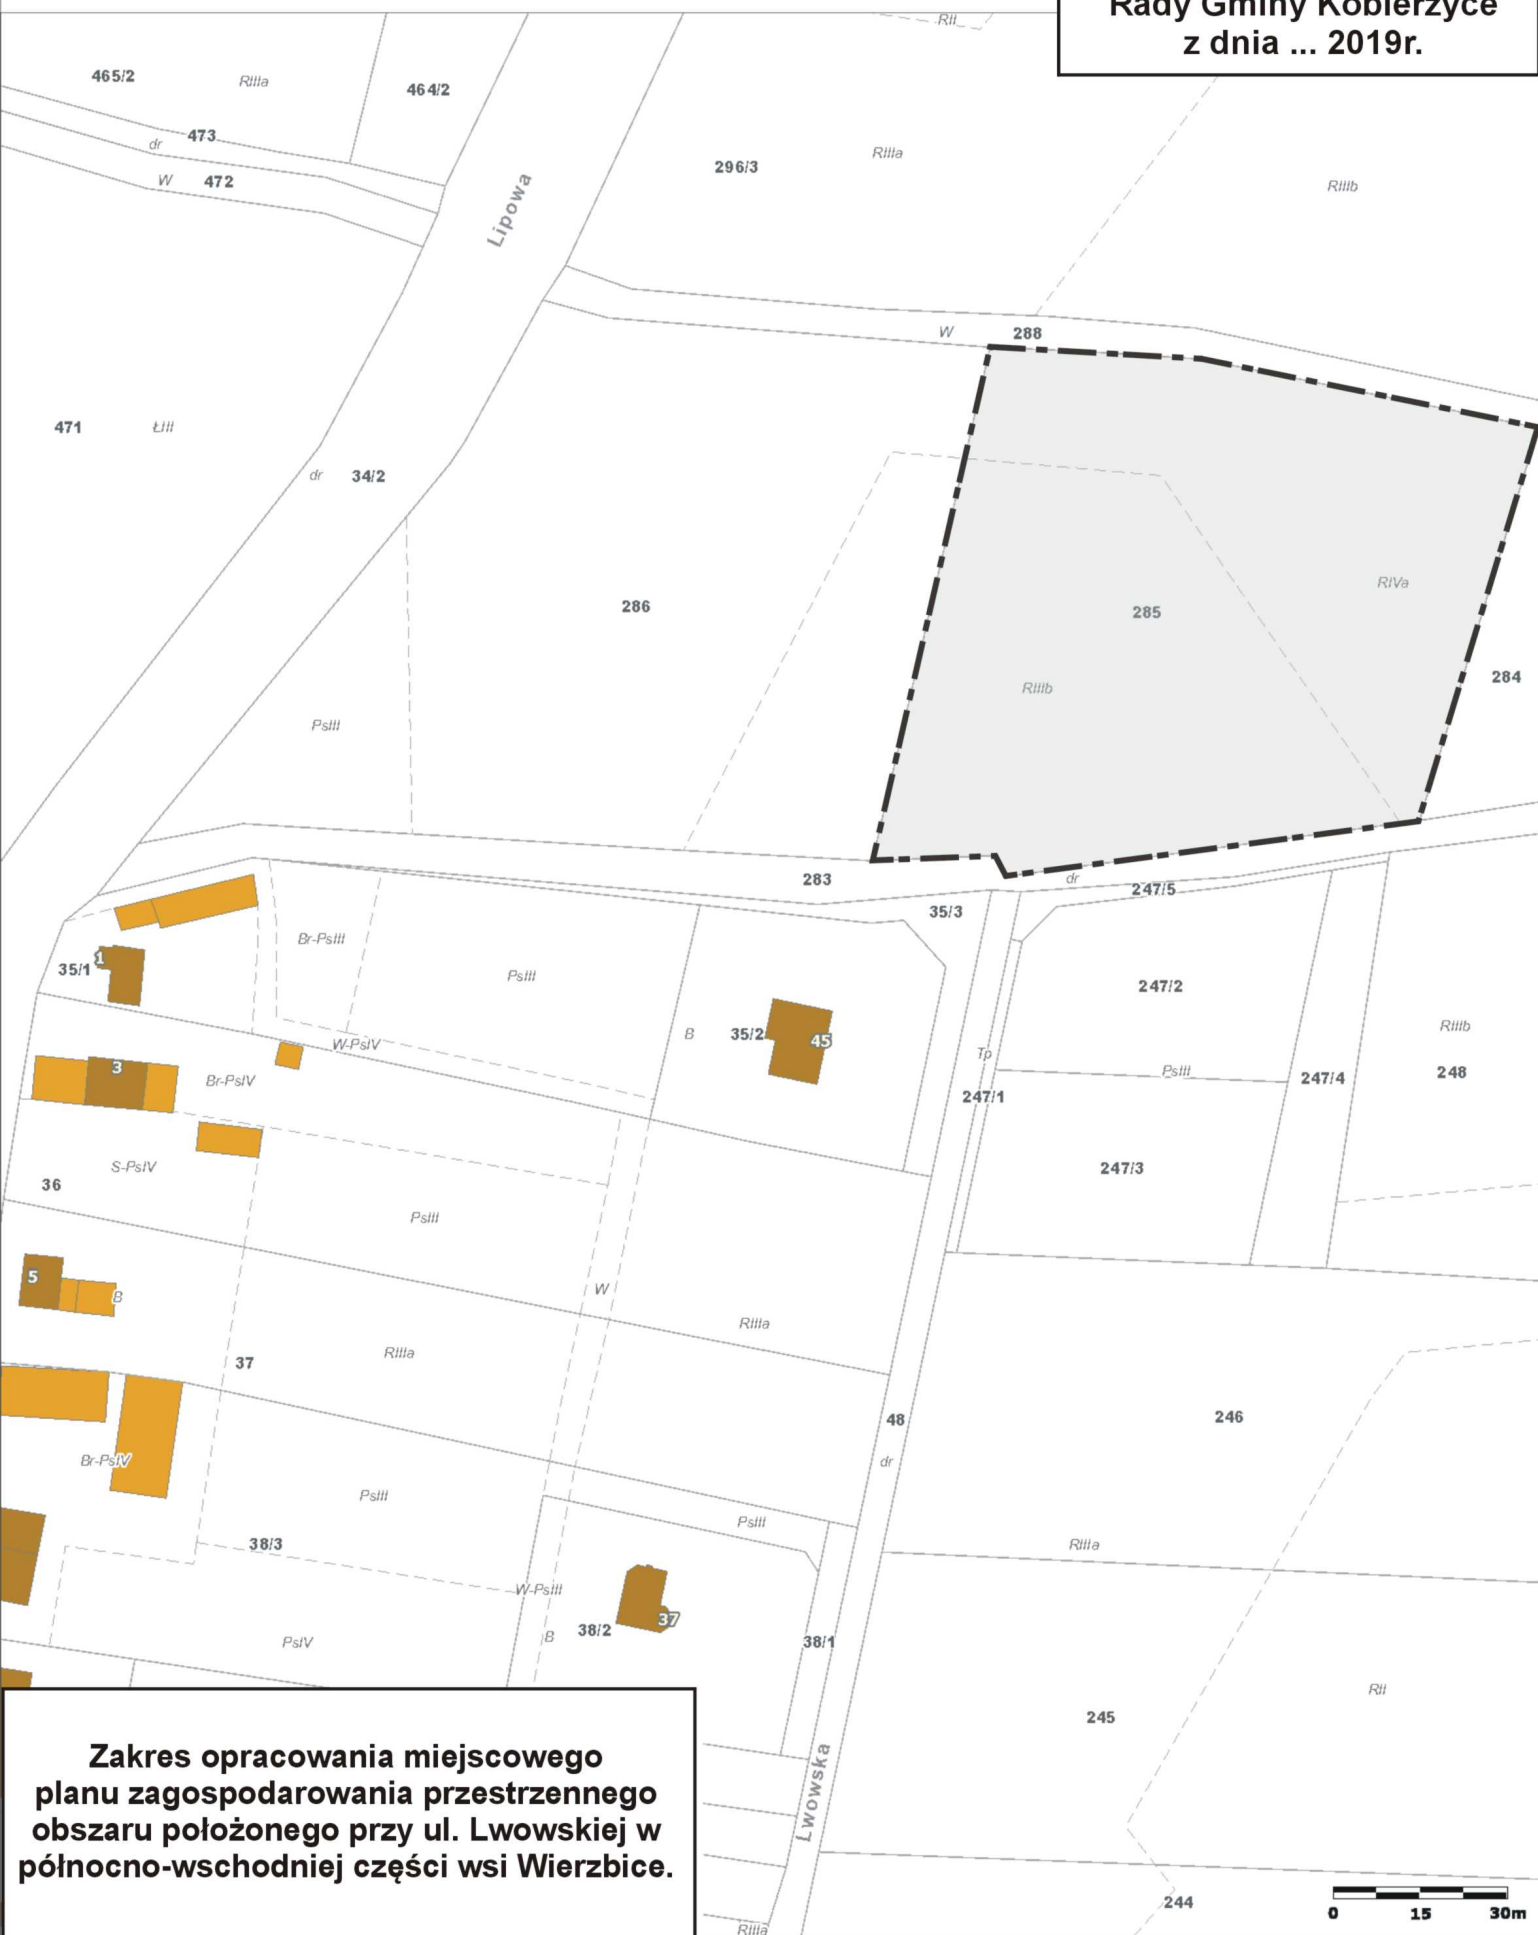 Rady Gminy Kobierzyce
z dnia ... 2019r.
RII
465/2
RIIIa
464/2
473
dr
W
472
Lipowa
296/3
RIIIa
RIIIb
W
288
471
ŁIII
dr
34/2
286
285
RIVa
RIIIb
284
PsIII
283
dr
247/5
35/3
Br-PsIII
PsIII
35/1
1
247/2
B
35/2
45
W-PsIV
Tp
RIIIb
3
Br-PsIV
PsIII
247/4
248
247/1
S-PsIV
247/3
36
PsIII
5
B
W
RIIIa
37
RIIIa
48
246
dr
Br-PsIV
PsIII
PsIII
38/3
RIIIa
W-PsIII
37
38/2
B
PsIV
38/1
RII
245
Lwowska
Zakres opracowania miejscowego
planu zagospodarowania przestrzennego
obszaru położonego przy ul. Lwowskiej w
północno-wschodniej części wsi Wierzbice.
244
RIIIa
0 15 30m